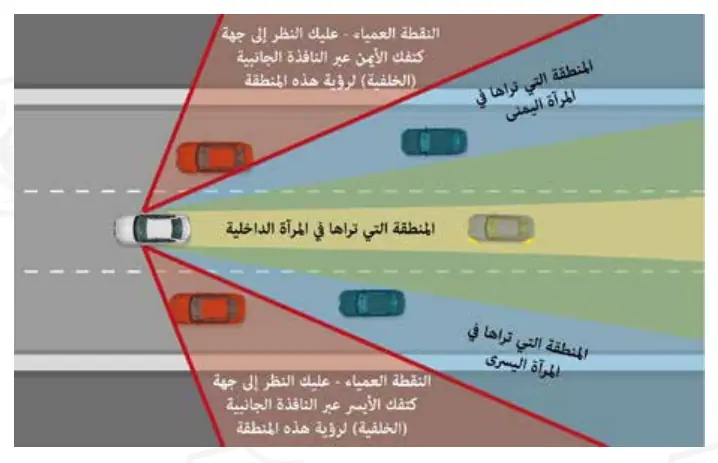 النقطة العمياء - عليك النظر إلى جهة
كتفك الأيمن عبر النافذة الجانبية
(الخلفية) لرؤية هذه المنطقة
المنطقة التي تراها في
المرآة اليمنى
المنطقة التي تراها في المرآة الداخلية
المنطقة التي تراها في
المرآة اليسرى
النقطة العمياء - عليك النظر إلى جهة
كتفك الأيسر عبر النافذة الجانبية
(الخلفية) لرؤية هذه المنطقة